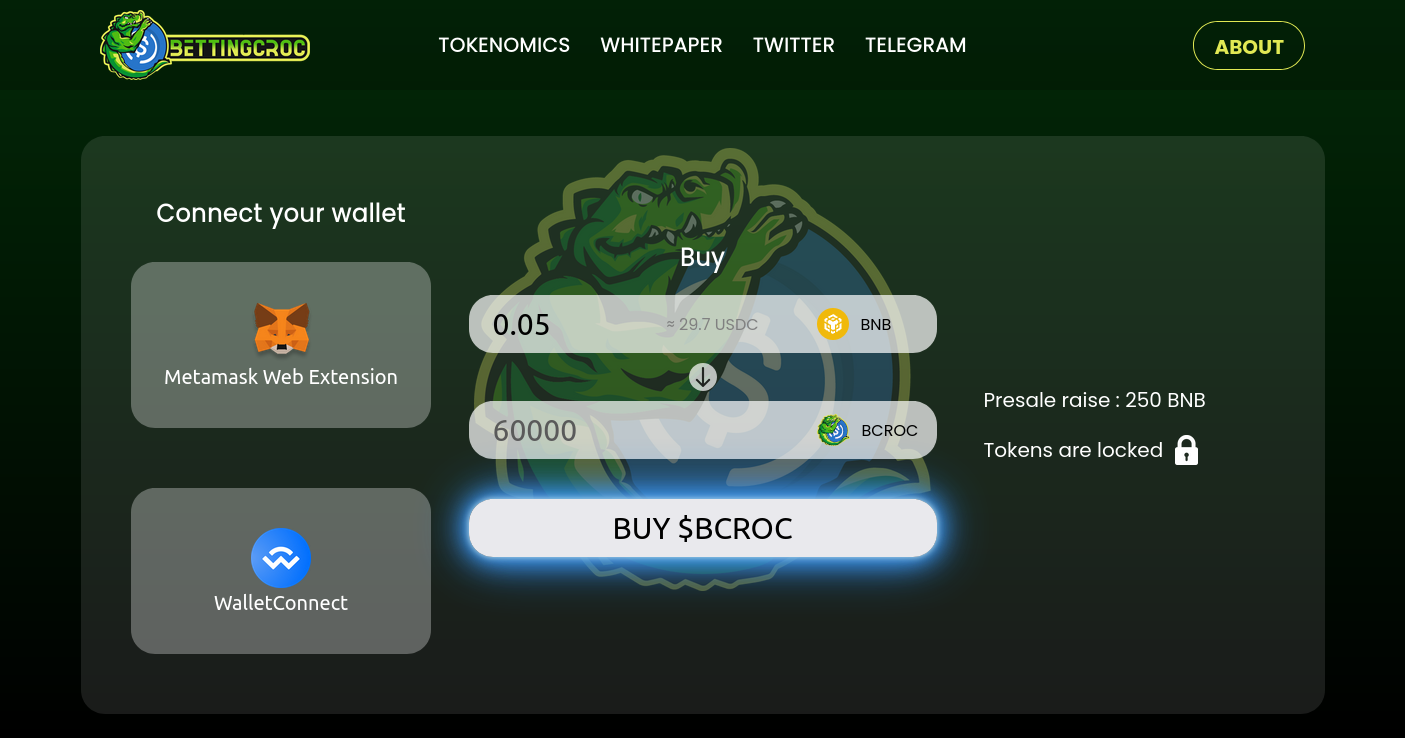 BETTINGCROC
TOKENOMICS WHITEPAPER TWITTER TELEGRAM
ABOUT
Connect your wallet
Metamask Web Extension
WalletConnect
Buy
0.05 ≈ 29.7 USDC BNB
60000 BCROC
BUY $BCROC
Presale raise : 250 BNB
Tokens are locked